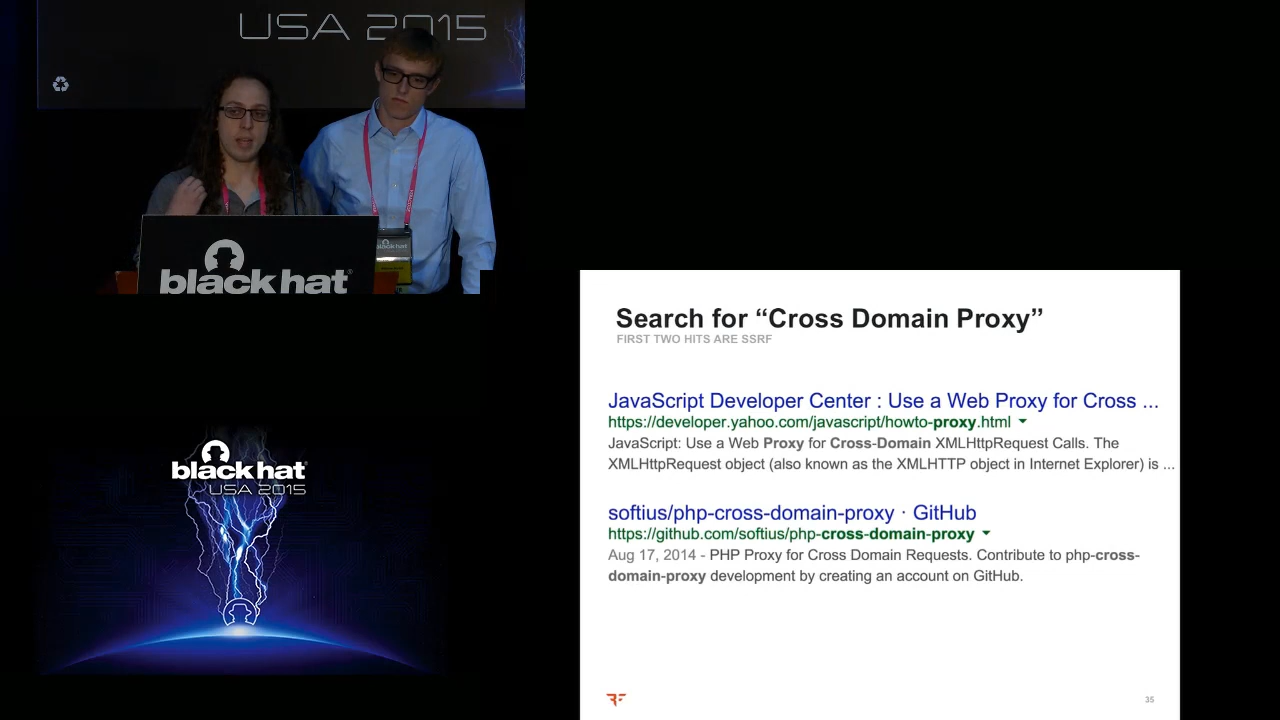 USA 2015
black hat
black hat®
black hat
USA 2015
Search for “Cross Domain Proxy”
FIRST TWO HITS ARE SSRF
JavaScript Developer Center : Use a Web Proxy for Cross ...
https://developer.yahoo.com/javascript/howto-proxy.html
JavaScript: Use a Web Proxy for Cross-Domain XMLHttpRequest Calls. The
XMLHttpRequest object (also known as the XMLHTTP object in Internet Explorer) is ...
softius/php-cross-domain-proxy · GitHub
https://github.com/softius/php-cross-domain-proxy
Aug 17, 2014 - PHP Proxy for Cross Domain Requests. Contribute to php-cross-
domain-proxy development by creating an account on GitHub.
35